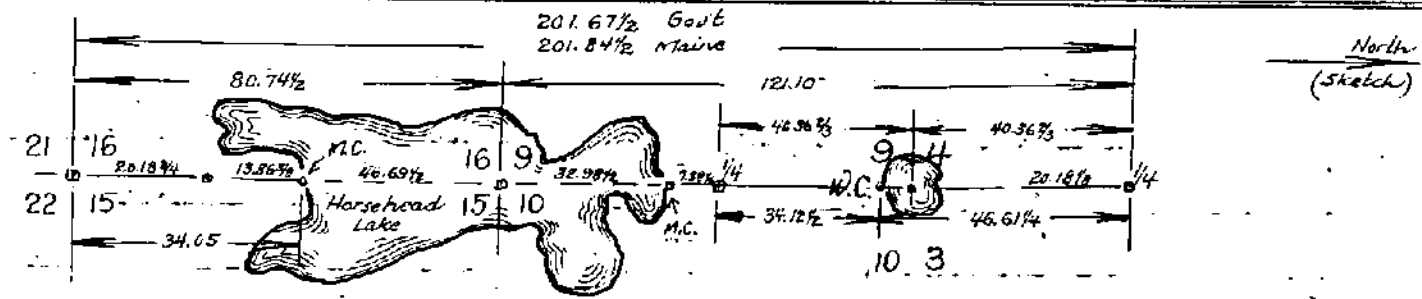 201.67½ Gov't
201.84½ Maine
North
(Sketch)
80.74½
121.10
46.36⅔
40.36⅔
21 16
M.C.
16 9
9 4
20.18¾
13.86⅜
46.69½
32.98½
1/4
W.C.
20.18⅓
1/4
22 15
Horsehead
Lake
15 10
M.C.
34.05
34.12½
46.61¼
10 3